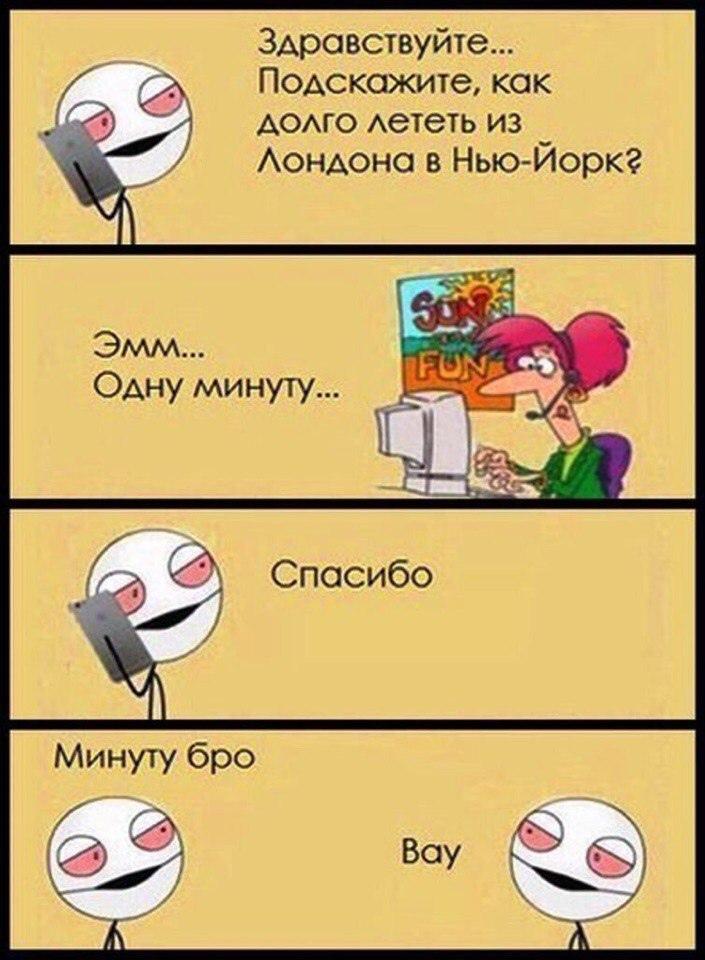 Здравствуйте...
Подскажите, как
долго лететь из
Лондона в Нью-Йорк?
SUN
FUN
Эмм...
Одну минуту...
Спасибо
Минуту бро
Вау